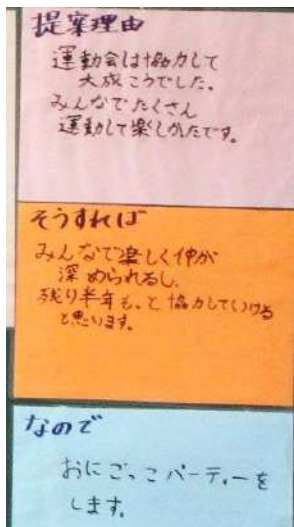 提案理由
運動会は協力して
大成こうでした。
みんなでたくさん
運動して楽しかたです。
そうすれば
みんなで楽しく仲が
深められるし、
残り半年も、と協力していける
と思います。
なので
おにごっこパーティーを
します。